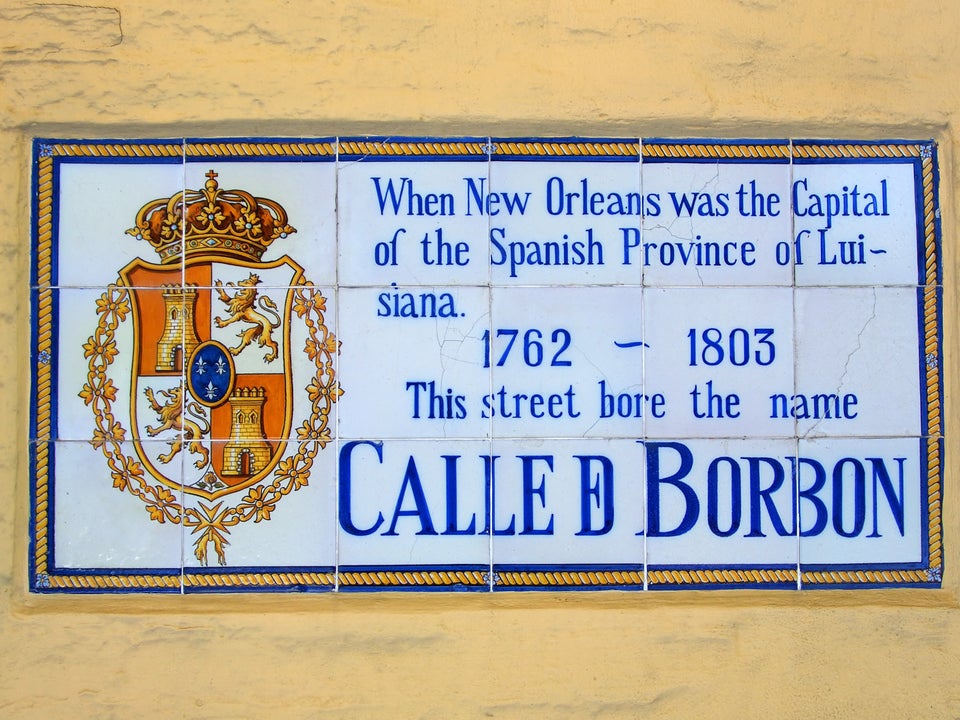 When New Orleans was the Capital
of the Spanish Province of Lui-
siana.
1762 – 1803
This street bore the name
CALLE DE BORBON